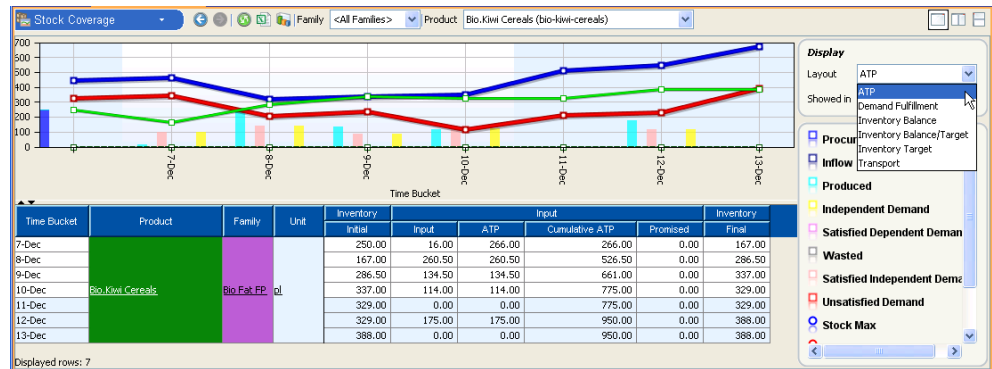 Stock Coverage Family <All Families> Product Bio.Kiwi Cereals (bio-kiwi-cereals)
700
600
500
400
300
200
100
0
7-Dec 8-Dec 9-Dec 10-Dec 11-Dec 12-Dec 13-Dec
Time Bucket
Display
Layout ATP
Showed in
ATP
Demand Fulfillment
Inventory Balance
Inventory Balance/Target
Inventory Target
Transport
Procur
Inflow
Produced
Independent Demand
Satisfied Dependent Deman
Wasted
Satisfied Independent Dema
Unsatisfied Demand
Stock Max
Time Bucket Product Family Unit Inventory Input Inventory
Initial Input ATP Cumulative ATP Promised Final
7-Dec 250.00 16.00 266.00 266.00 0.00 167.00
8-Dec 167.00 260.50 260.50 526.50 0.00 286.50
9-Dec 286.50 134.50 134.50 661.00 0.00 337.00
10-Dec Bio.Kiwi Cereals Bio Fat FP pl 337.00 114.00 114.00 775.00 0.00 329.00
11-Dec 329.00 0.00 0.00 775.00 0.00 329.00
12-Dec 329.00 175.00 175.00 950.00 0.00 388.00
13-Dec 388.00 0.00 0.00 950.00 0.00 388.00
Displayed rows: 7